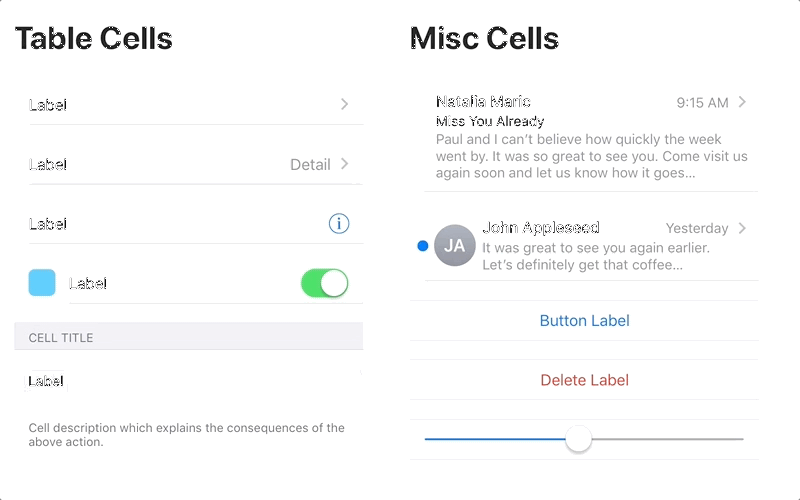 Table Cells
Label
Label Detail
Label
Label
CELL TITLE
Label
Cell description which explains the consequences of the
above action.
Misc Cells
Natalia Maric 9:15 AM
Miss You Already
Paul and I can’t believe how quickly the week
went by. It was so great to see you. Come visit us
again soon and let us know how it goes...
JA
John Appleseed Yesterday
It was great to see you again earlier.
Let’s definitely get that coffee...
Button Label
Delete Label